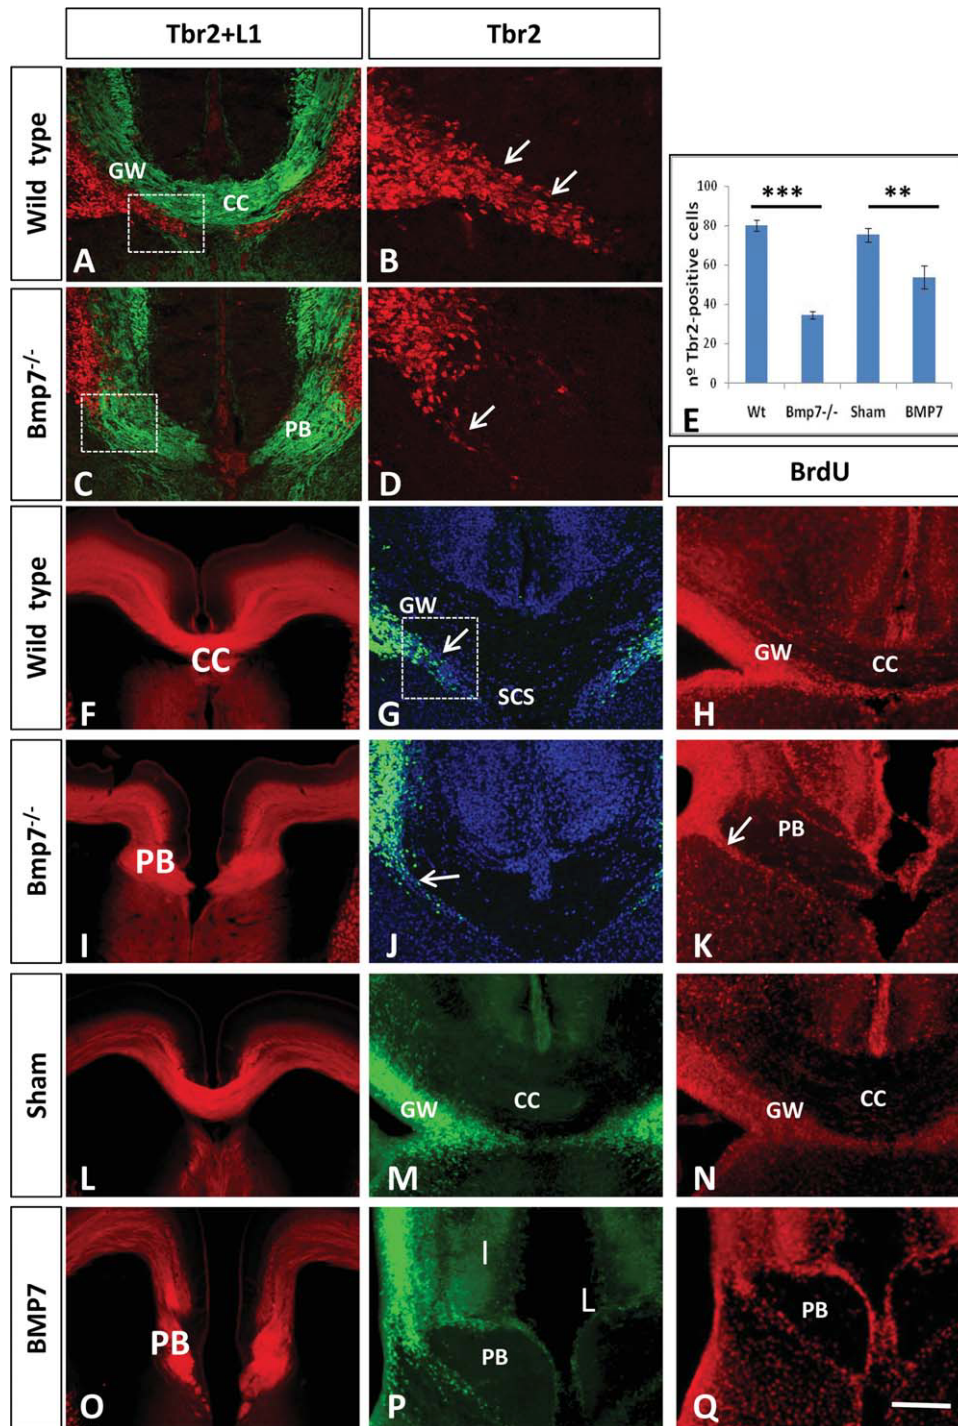 Tbr2+L1
Tbr2
Wild type
GW
CC
A
B
Bmp7-/-
PB
C
D
nº Tbr2-positive cells
100
80
60
40
20
0
***
**
Wt
Bmp7-/-
Sham
BMP7
E
BrdU
Wild type
CC
F
GW
SCS
G
GW
CC
H
Bmp7-/-
PB
I
J
PB
K
Sham
L
GW
CC
M
GW
CC
N
BMP7
PB
O
I
L
PB
P
PB
Q